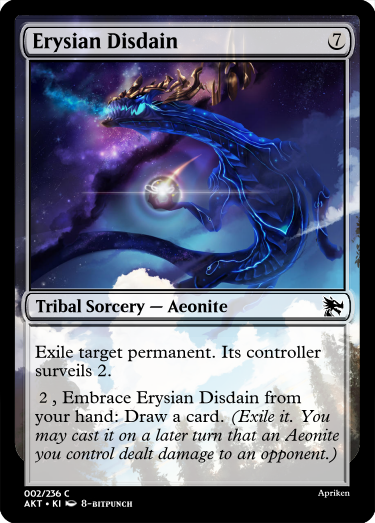 Erysian Disdain 7
Tribal Sorcery — Aeonite
Exile target permanent. Its controller
surveils 2.
2 , Embrace Erysian Disdain from
your hand: Draw a card. (Exile it. You
may cast it on a later turn that an Aeonite
you control dealt damage to an opponent.)
002/236 C Apriken
AKT • KI 8-BITPUNCH